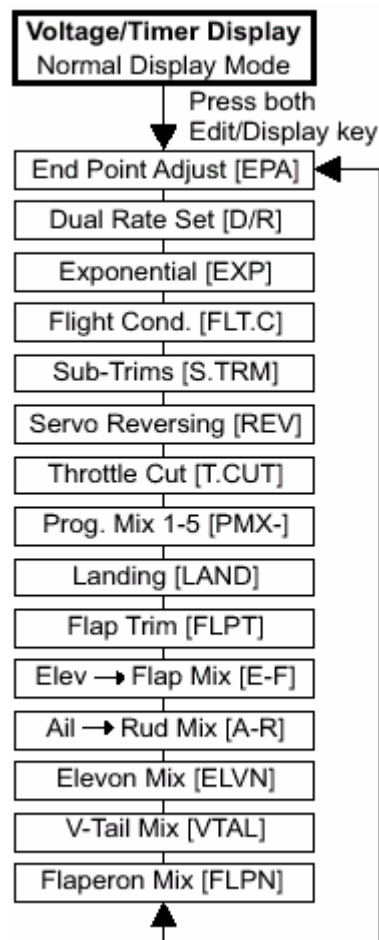 Voltage/Timer Display
Normal Display Mode
Press both
Edit/Display key
End Point Adjust [EPA]
Dual Rate Set [D/R]
Exponential [EXP]
Flight Cond. [FLT.C]
Sub-Trims [S.TRM]
Servo Reversing [REV]
Throttle Cut [T.CUT]
Prog. Mix 1-5 [PMX-]
Landing [LAND]
Flap Trim [FLPT]
Elev → Flap Mix [E-F]
Ail → Rud Mix [A-R]
Elevon Mix [ELVN]
V-Tail Mix [VTAL]
Flaperon Mix [FLPN]